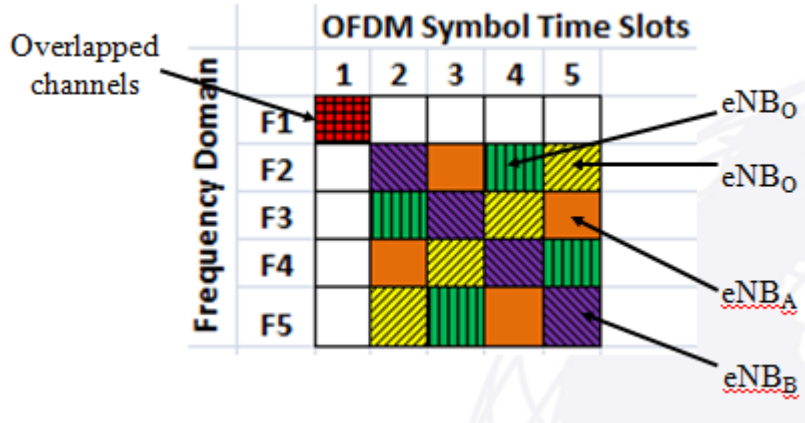 OFDM Symbol Time Slots
Overlapped
channels
1 2 3 4 5
Frequency Domain
F1
F2
F3
F4
F5
eNBO
eNBO
eNBA
eNBB